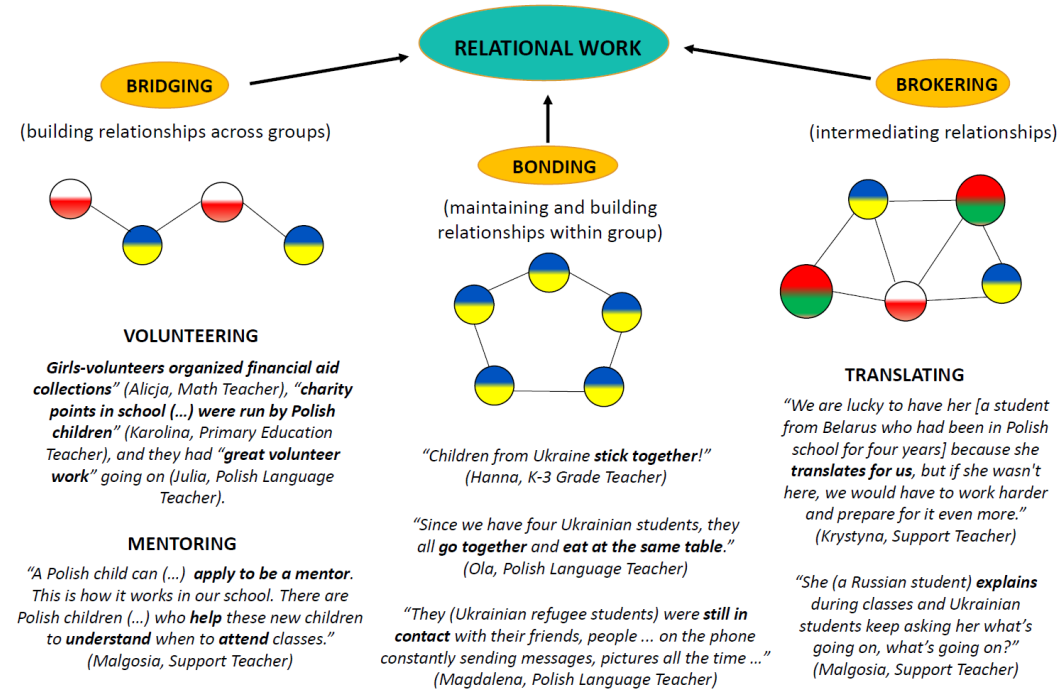 RELATIONAL WORK
BRIDGING
(building relationships across groups)
VOLUNTEERING
Girls-volunteers organized financial aid
collections” (Alicja, Math Teacher), “charity
points in school (...) were run by Polish
children” (Karolina, Primary Education
Teacher), and they had “great volunteer
work” going on (Julia, Polish Language
Teacher).
MENTORING
“A Polish child can (...) apply to be a mentor.
This is how it works in our school. There are
Polish children (...) who help these new children
to understand when to attend classes.”
(Malgosia, Support Teacher)
BONDING
(maintaining and building
relationships within group)
“Children from Ukraine stick together!”
(Hanna, K-3 Grade Teacher)
“Since we have four Ukrainian students, they
all go together and eat at the same table.”
(Ola, Polish Language Teacher)
“They (Ukrainian refugee students) were still in
contact with their friends, people ... on the phone
constantly sending messages, pictures all the time ...”
(Magdalena, Polish Language Teacher)
BROKERING
(intermediating relationships)
TRANSLATING
“We are lucky to have her [a student
from Belarus who had been in Polish
school for four years] because she
translates for us, but if she wasn't
here, we would have to work harder
and prepare for it even more.”
(Krystyna, Support Teacher)
“She (a Russian student) explains
during classes and Ukrainian
students keep asking her what’s
going on, what’s going on?”
(Malgosia, Support Teacher)